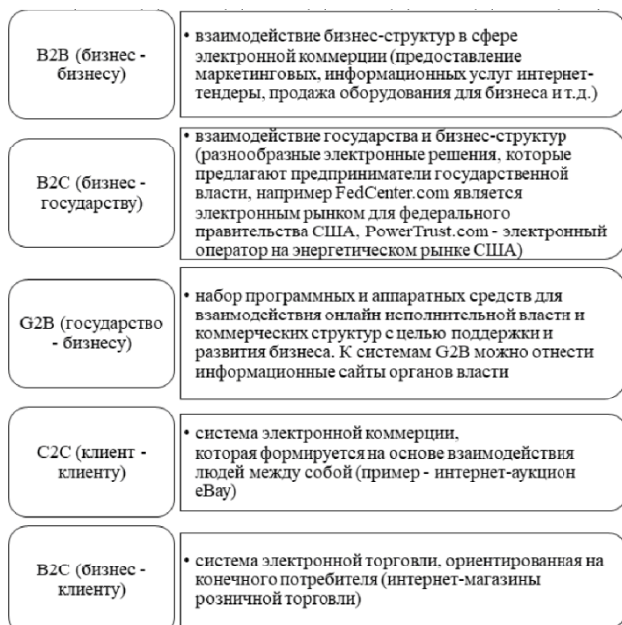 B2B (бизнес -
бизнесу)
• взаимодействие бизнес-структур в сфере
электронной коммерции (предоставление
маркетинговых, информационных услуг интернет-
тендеры, продажа оборудования для бизнеса и т.д.)
B2C (бизнес -
государству)
• взаимодействие государства и бизнес-структур
(разнообразные электронные решения, которые
предлагают предприниматели государственной
власти, например FedCenter.com является
электронным рынком для федерального
правительства США, PowerTrust.com - электронный
оператор на энергетическом рынке США)
G2B (государство
- бизнесу)
• набор программных и аппаратных средств для
взаимодействия онлайн исполнительной власти и
коммерческих структур с целью поддержки и
развития бизнеса. К системам G2B можно отнести
информационные сайты органов власти
C2C (клиент -
клиенту)
• система электронной коммерции,
которая формируется на основе взаимодействия
людей между собой (пример - интернет-аукцион
eBay)
B2C (бизнес -
клиенту)
• система электронной торговли, ориентированная на
конечного потребителя (интернет-магазины
розничной торговли)